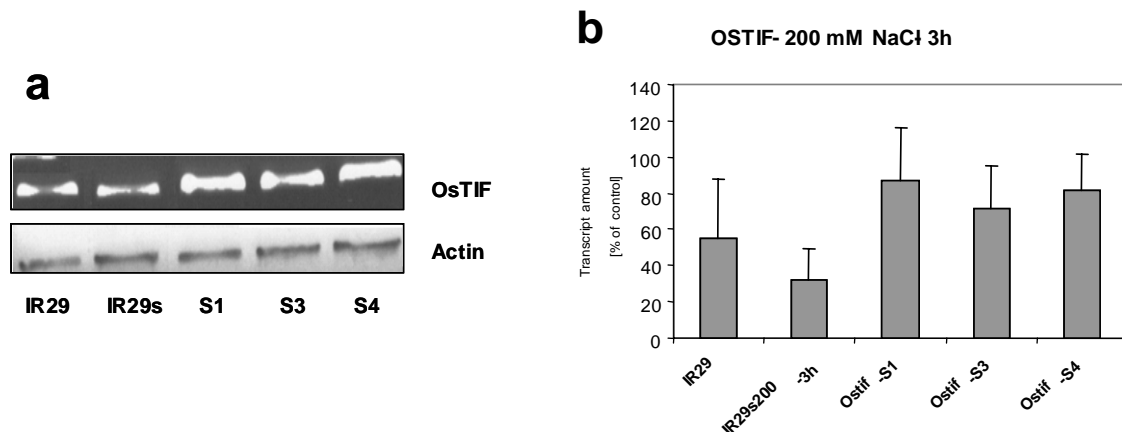 a
OsTIF
Actin
IR29 IR29s S1 S3 S4
b
OSTIF- 200 mM NaCl- 3h
Transcript amount
[% of control]
140
120
100
80
60
40
20
0
IR29
IR29s200 -3h
Ostif -S1
Ostif -S3
Ostif -S4